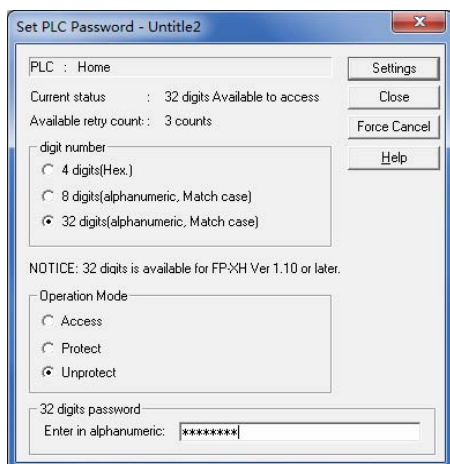 Set PLC Password - Untitle2
PLC : Home
Settings
Current status : 32 digits Available to access
Close
Available retry count: : 3 counts
Force Cancel
digit number
Help
4 digits(Hex.)
8 digits(alphanumeric, Match case)
32 digits(alphanumeric, Match case)
NOTICE: 32 digits is available for FP-XH Ver 1.10 or later.
Operation Mode
Access
Protect
Unprotect
32 digits password
Enter in alphanumeric: ********